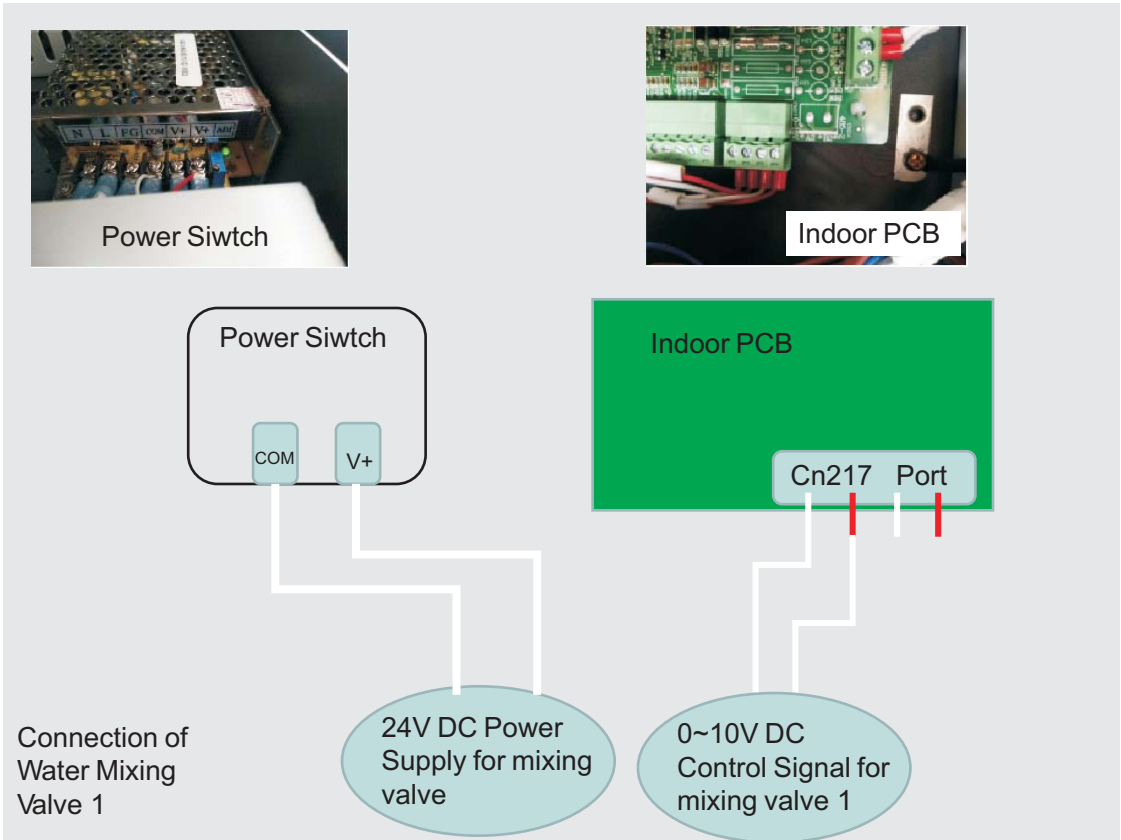 N L FG COM V+ V+ ADJ
Power Siwtch
Indoor PCB
Power Siwtch
COM
V+
Indoor PCB
Cn217 Port
24V DC Power
Supply for mixing
valve
0~10V DC
Control Signal for
mixing valve 1
Connection of
Water Mixing
Valve 1